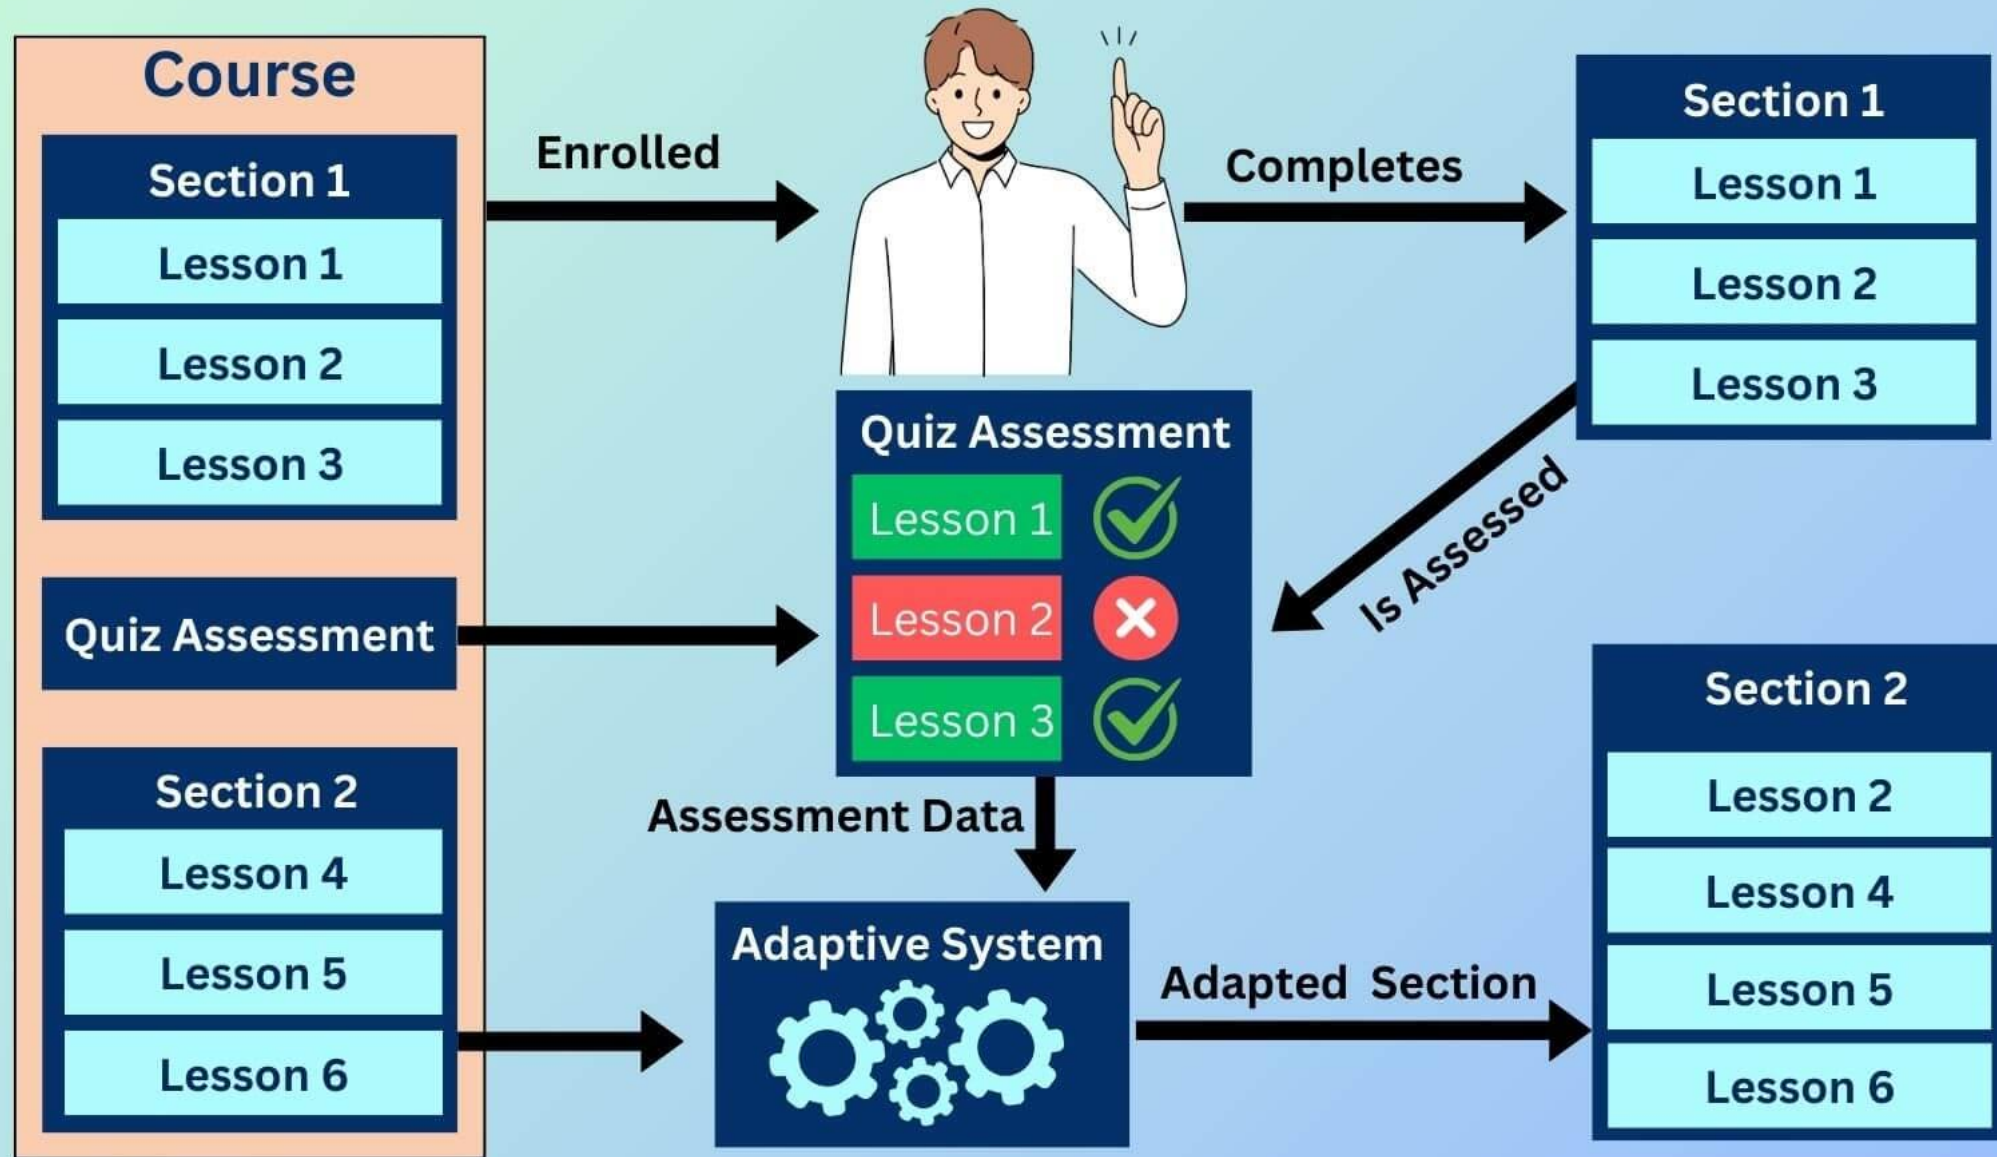 Course
Section 1
Lesson 1
Lesson 2
Lesson 3
Quiz Assessment
Section 2
Lesson 4
Lesson 5
Lesson 6
Enrolled
Completes
Section 1
Lesson 1
Lesson 2
Lesson 3
Is Assessed
Quiz Assessment
Lesson 1
Lesson 2
Lesson 3
Assessment Data
Adaptive System
Adapted Section
Section 2
Lesson 2
Lesson 4
Lesson 5
Lesson 6